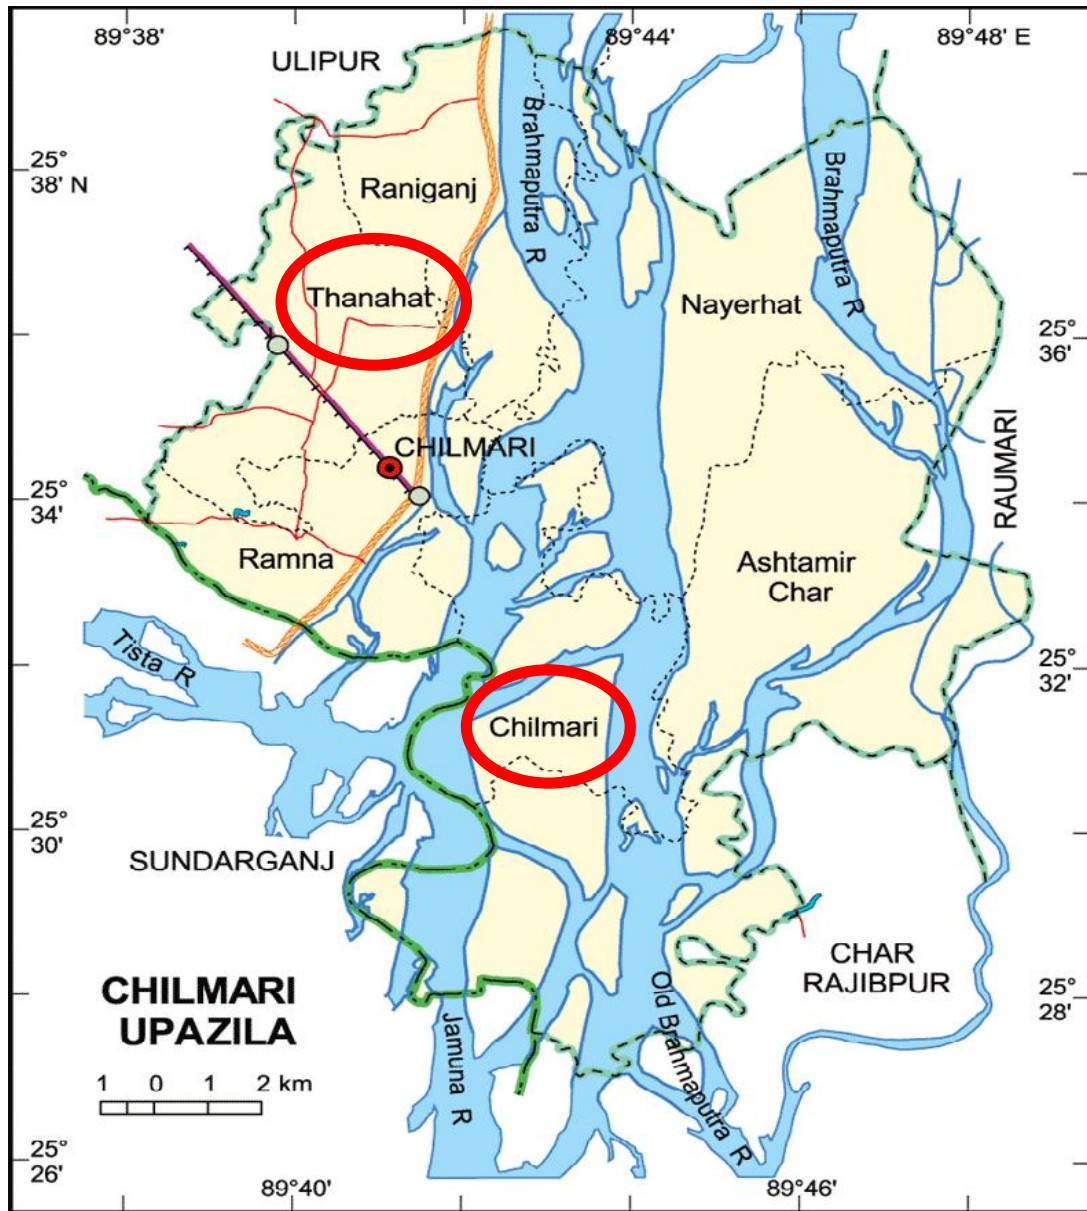 89°38'
89°44'
89°48' E
ULIPUR
Brahmaputra R
Brahmaputra R
25°
38' N
Raniganj
Thanahat
Nayerhat
25°
36'
CHILMARI
RAUMARI
25°
34'
Ramna
Ashtamir
Char
Tista R
25°
32'
Chilmari
25°
30'
SUNDARGANJ
CHAR
RAJIBPUR
CHILMARI
UPAZILA
25°
28'
Jamuna R
Old Brahmaputra R
1 0 1 2 km
25°
26'
89°40'
89°46'